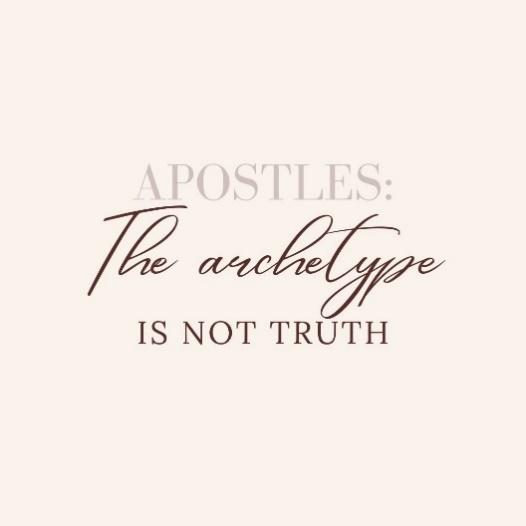 APOSTLES:
The archetype
IS NOT TRUTH